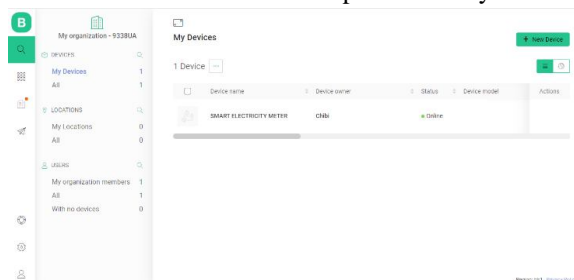 B
My organization - 9338UA
DEVICES
My Devices 1
All 1
LOCATIONS
My Locations 0
All 0
USERS
My organization members 1
All 1
With no devices 0
My Devices
+ New Device
1 Device
Device name
Device owner
Status
Device model
Actions
SMART ELECTRICITY METER
Chibi
Online